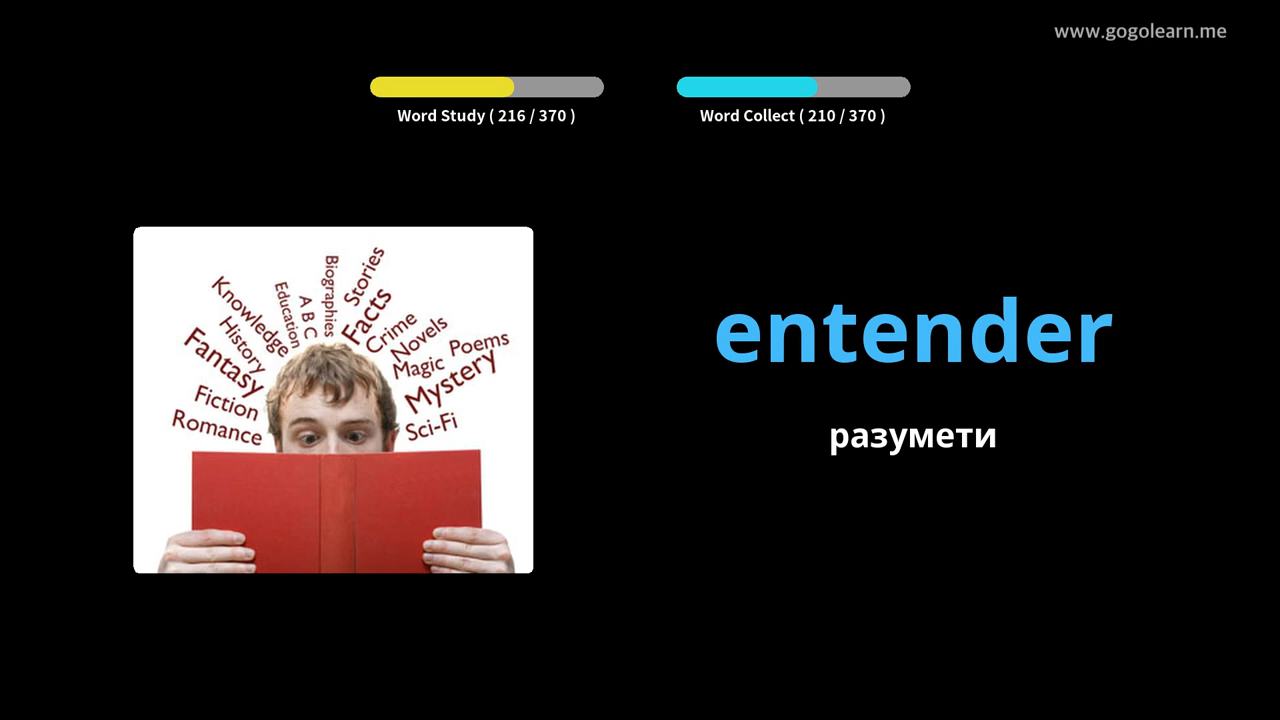 www.gogolearn.me
Word Study ( 216 / 370 )
Word Collect ( 210 / 370 )
Biographies
Stories
Education
A B C
Facts
Knowledge
Crime
History
Novels
Poems
Fantasy
Magic
Mystery
Fiction
Romance
Sci-Fi
entender
разумети